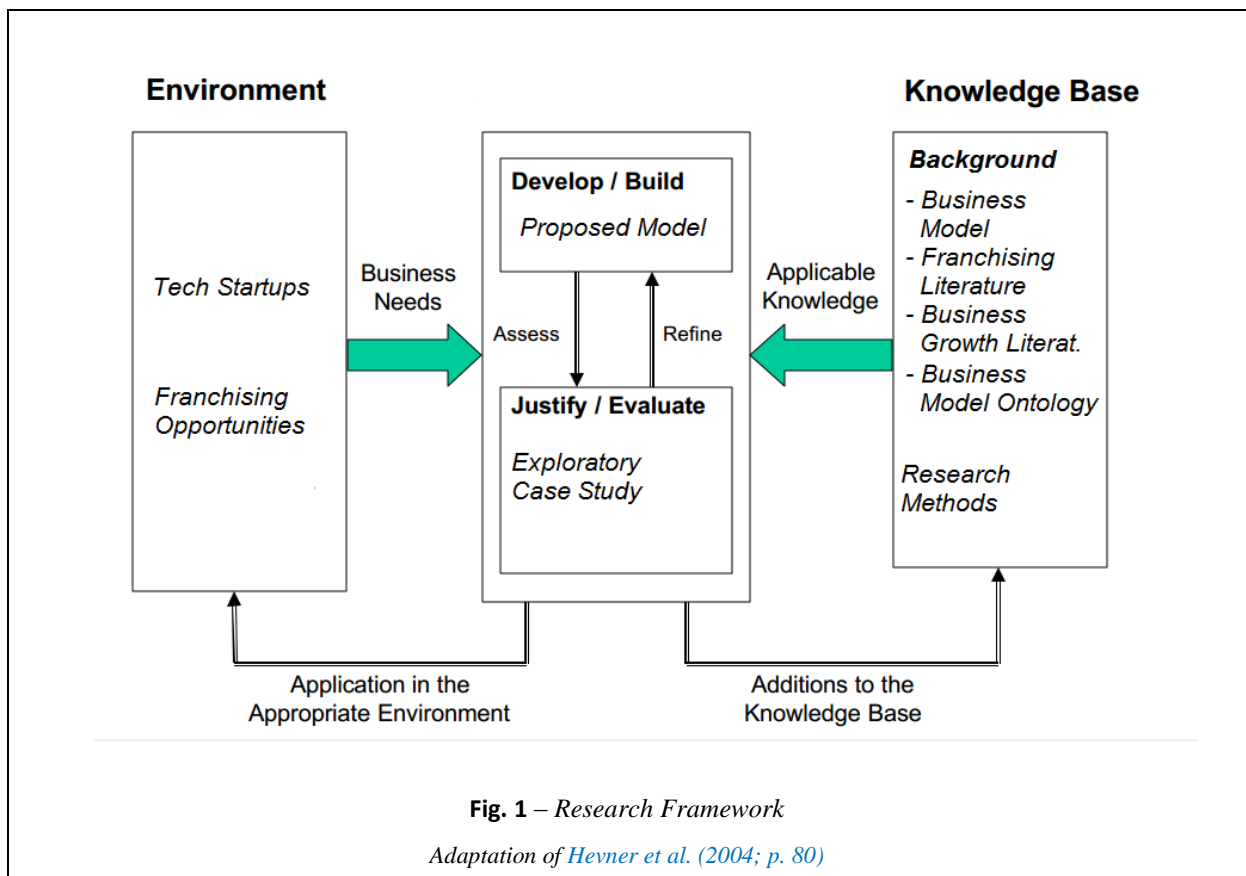 Environment
Tech Startups
Franchising
Opportunities
Business
Needs
Develop / Build
Proposed Model
Assess
Refine
Justify / Evaluate
Exploratory
Case Study
Applicable
Knowledge
Knowledge Base
Background
- Business
Model
- Franchising
Literature
- Business
Growth Literat.
- Business
Model Ontology
Research
Methods
Application in the
Appropriate Environment
Additions to the
Knowledge Base
Fig. 1 – Research Framework
Adaptation of Hevner et al. (2004; p. 80)